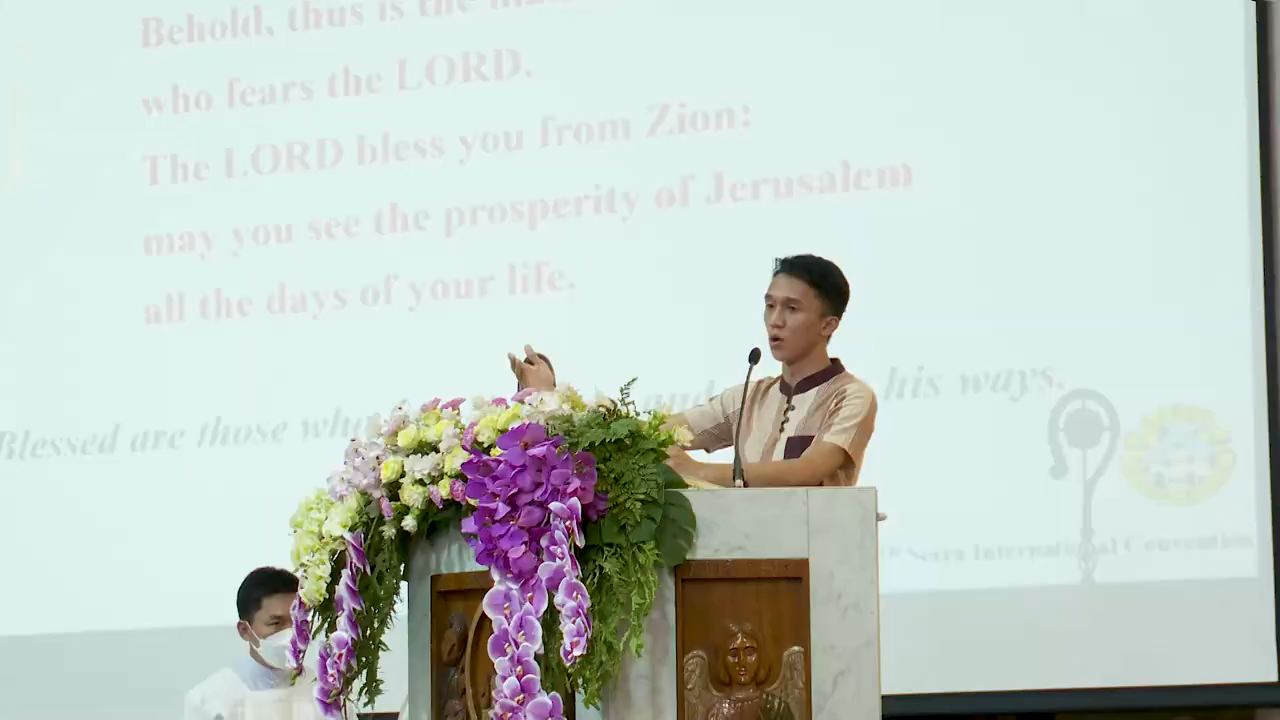 Behold, thus is the
who fears the LORD.
The LORD bless you from Zion:
may you see the prosperity of Jerusalem
all the days of your life.
Blessed are those who his ways.
Serra International Convention